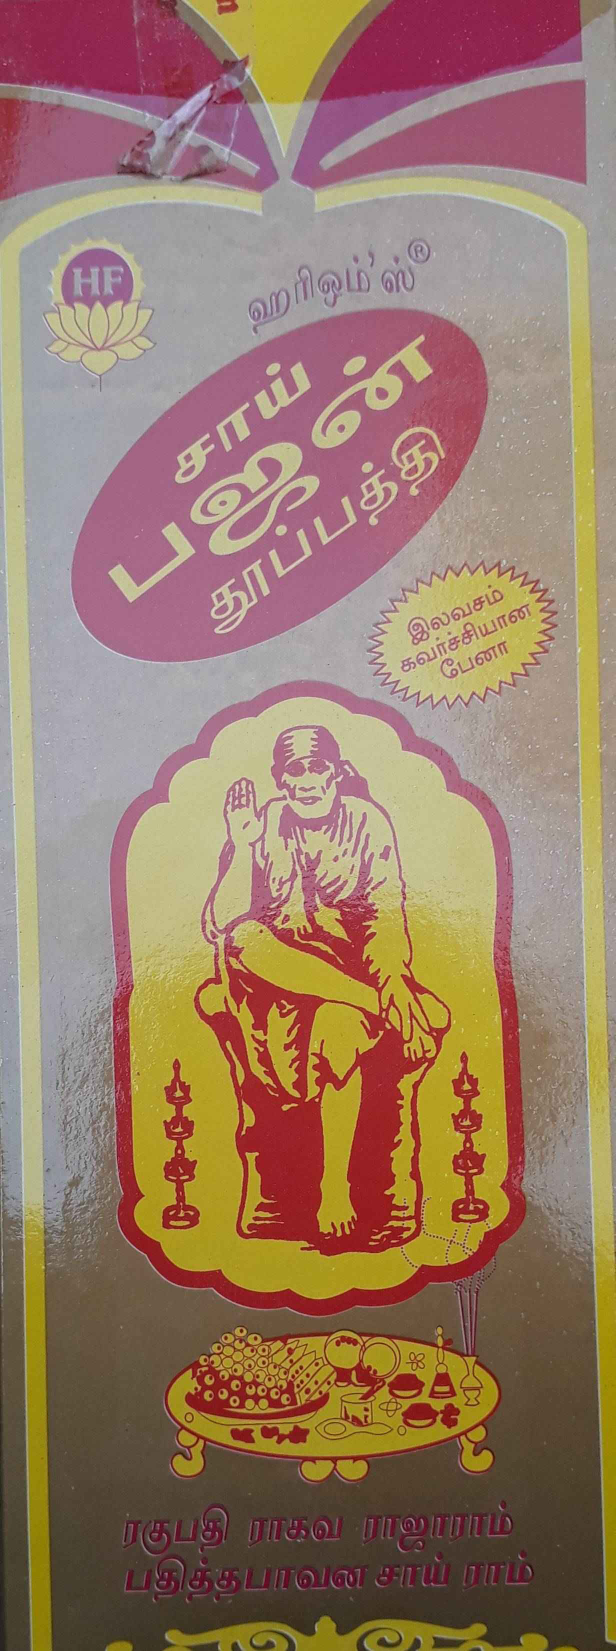 HF
ஹரிஓம்'ஸ்®
சாய்
பஜன்
தூப்பத்தி
இலவசம்
கவர்ச்சியான
பேனா
ரகுபதி ராகவ ராஜாராம்
பதித்தபாவன சாய் ராம்